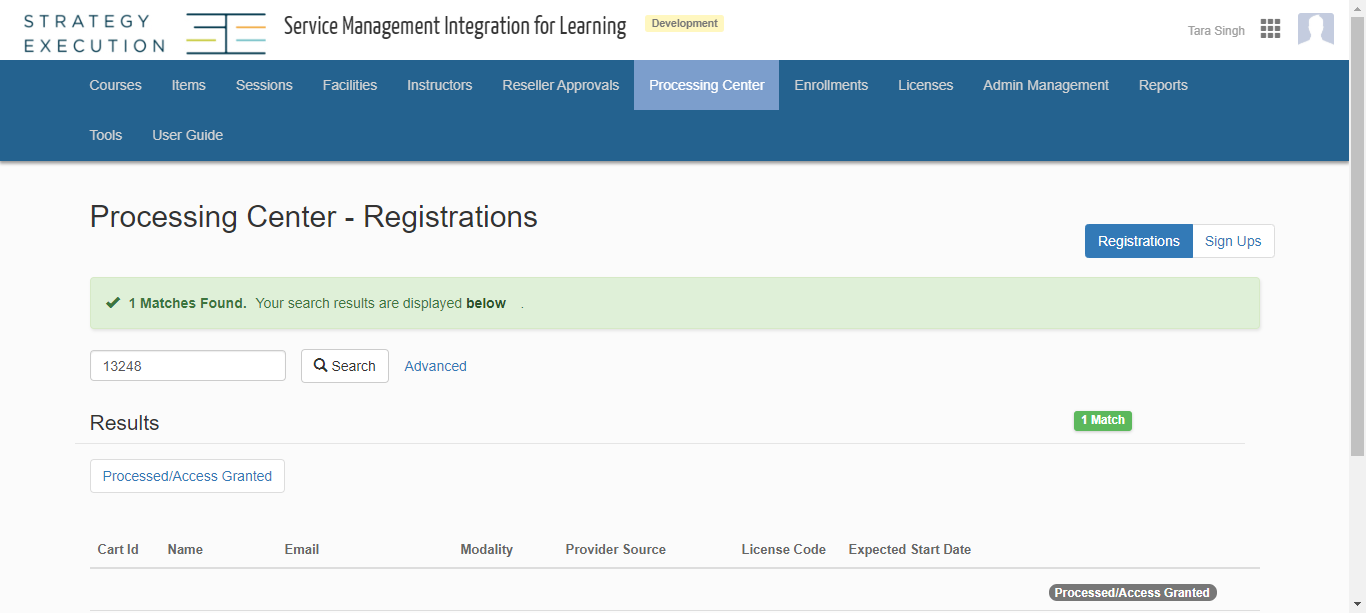 STRATEGY
EXECUTION
Service Management Integration for Learning
Development
Tara Singh
Courses Items Sessions Facilities Instructors Reseller Approvals Processing Center Enrollments Licenses Admin Management Reports
Tools User Guide
Processing Center - Registrations
Registrations Sign Ups
1 Matches Found. Your search results are displayed below .
13248 Search Advanced
Results 1 Match
Processed/Access Granted
Cart Id Name Email Modality Provider Source License Code Expected Start Date
Processed/Access Granted